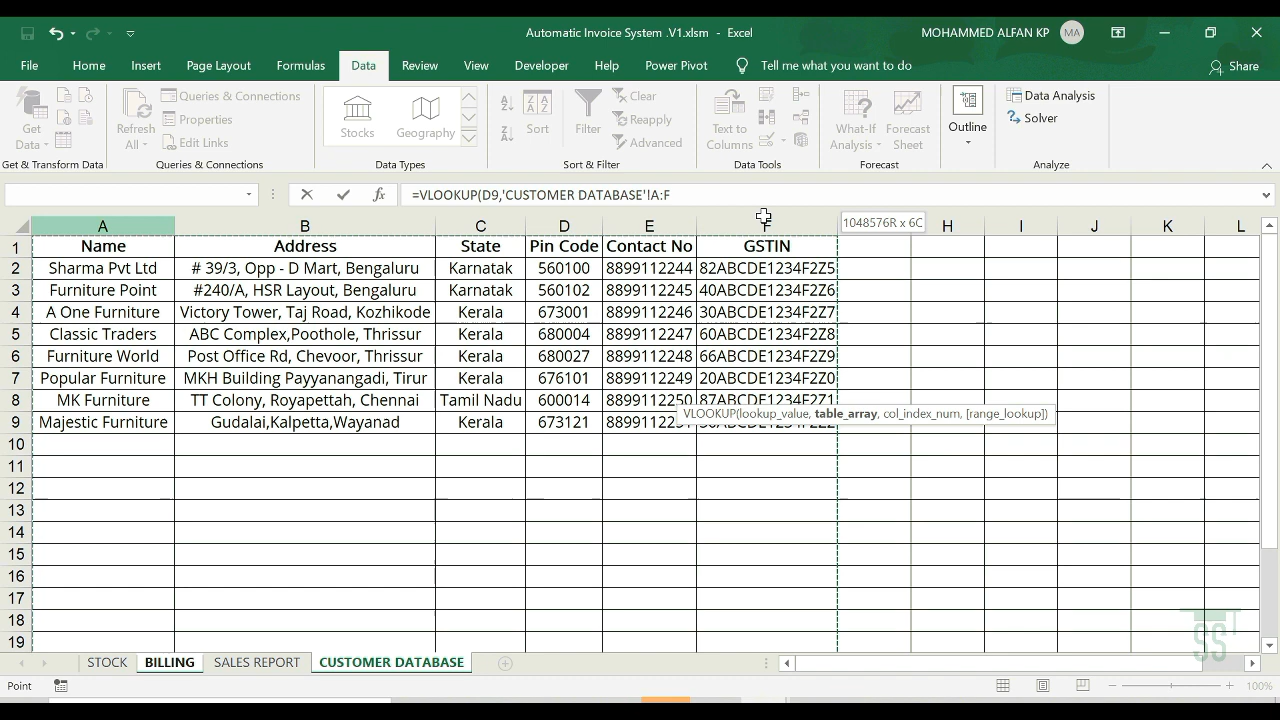 Automatic Invoice System .V1.xlsm - Excel
MOHAMMED ALFAN KP
MA
File Home Insert Page Layout Formulas Data Review View Developer Help Power Pivot Tell me what you want to do Share
Get Data
Refresh All
Queries & Connections
Properties
Edit Links
Stocks
Geography
Sort
Filter
Clear
Reapply
Advanced
Text to Columns
What-If Analysis
Forecast Sheet
Outline
Data Analysis
Solver
Get & Transform Data Queries & Connections Data Types Sort & Filter Data Tools Forecast Analyze
fx =VLOOKUP(D9,'CUSTOMER DATABASE'!A:F
1048576R x 6C
A B C D E F H I J K L
1 Name Address State Pin Code Contact No GSTIN
2 Sharma Pvt Ltd # 39/3, Opp - D Mart, Bengaluru Karnatak 560100 8899112244 82ABCDE1234F2Z5
3 Furniture Point #240/A, HSR Layout, Bengaluru Karnatak 560102 8899112245 40ABCDE1234F2Z6
4 A One Furniture Victory Tower, Taj Road, Kozhikode Kerala 673001 8899112246 30ABCDE1234F2Z7
5 Classic Traders ABC Complex,Poothole, Thrissur Kerala 680004 8899112247 60ABCDE1234F2Z8
6 Furniture World Post Office Rd, Chevoor, Thrissur Kerala 680027 8899112248 66ABCDE1234F2Z9
7 Popular Furniture MKH Building Payyanangadi, Tirur Kerala 676101 8899112249 20ABCDE1234F2Z0
8 MK Furniture TT Colony, Royapettah, Chennai Tamil Nadu 600014 8899112250 87ABCDE1234F2Z1
VLOOKUP(lookup_value, table_array, col_index_num, [range_lookup])
9 Majestic Furniture Gudalai,Kalpetta,Wayanad Kerala 673121
10
11
12
13
14
15
16
17
18
19
SS
STOCK BILLING SALES REPORT CUSTOMER DATABASE
Point
100%